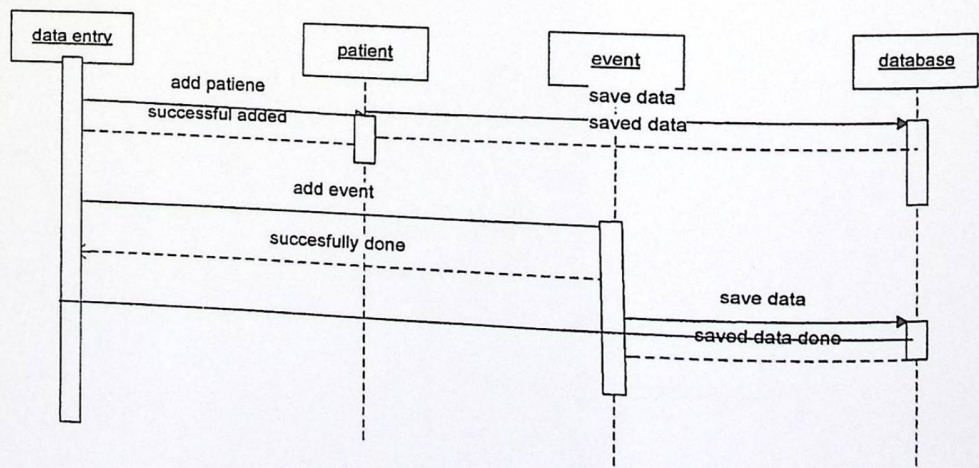 data entry
patient
event
database
add patiene
save data
successful added
saved data
add event
succesfully done
save data
saved data done